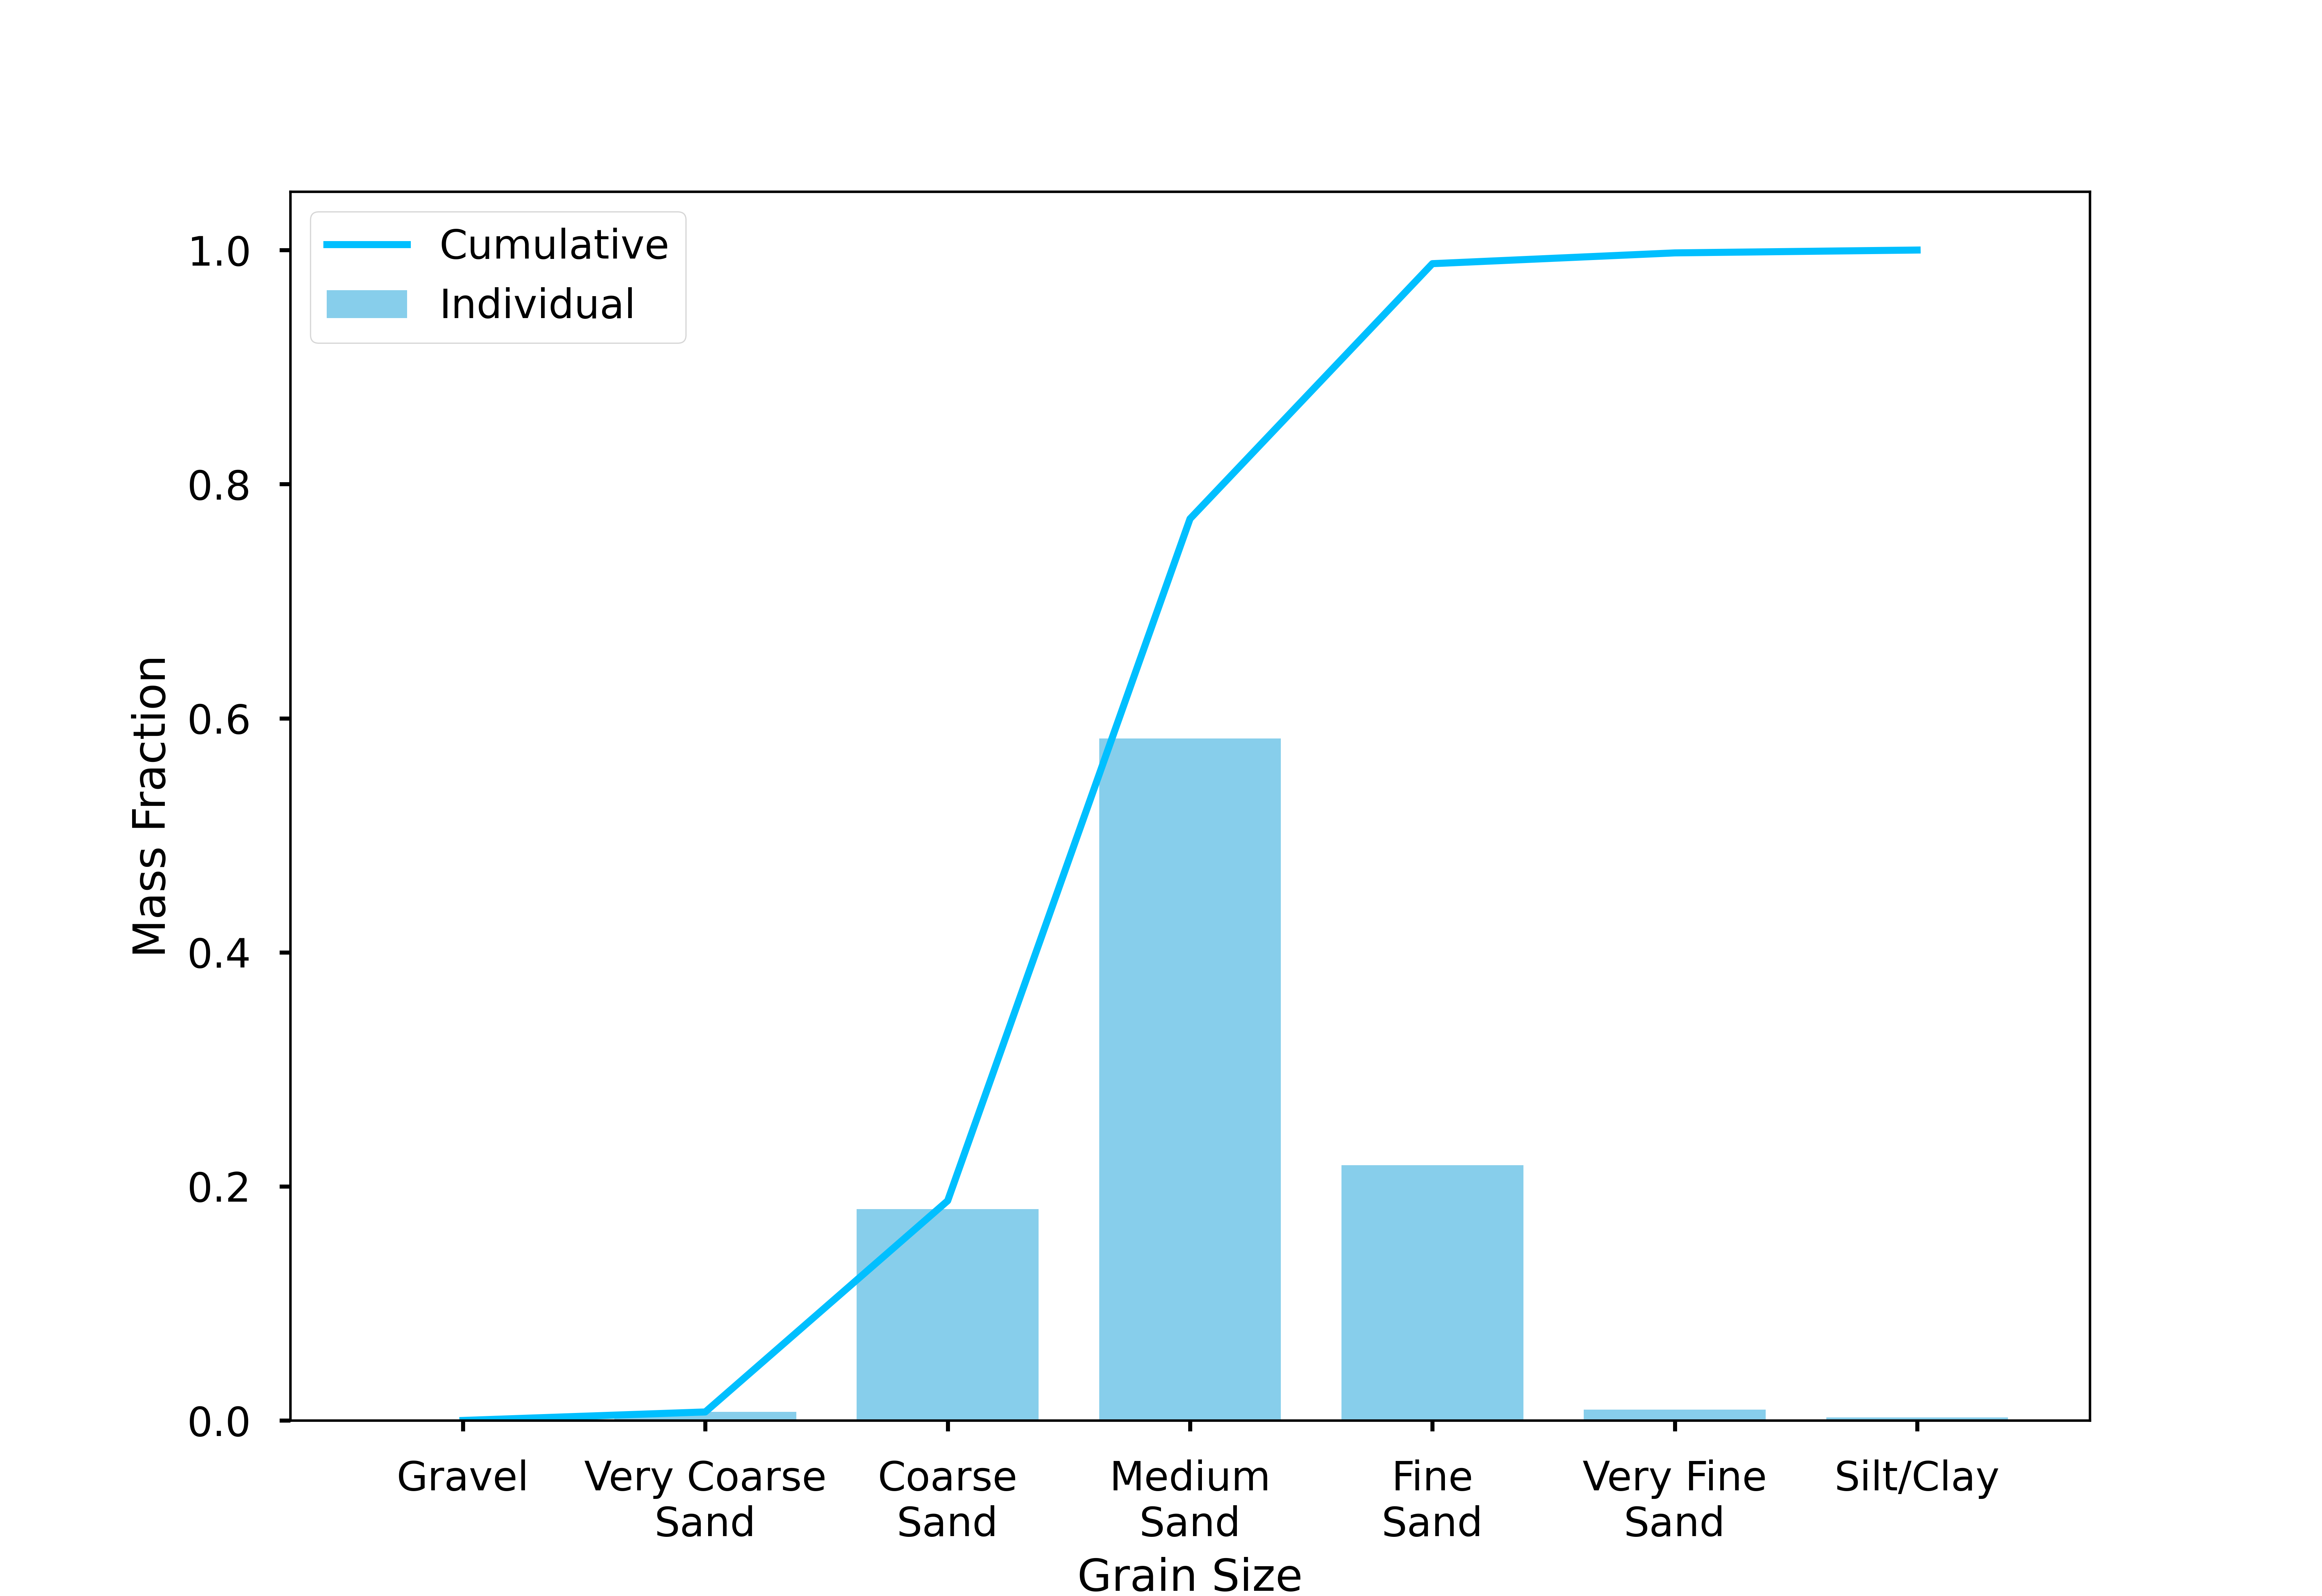 Cumulative
Individual
1.0
0.8
0.6
0.4
0.2
0.0
Mass Fraction
Gravel
Very Coarse
Sand
Coarse
Sand
Medium
Sand
Fine
Sand
Very Fine
Sand
Silt/Clay
Grain Size